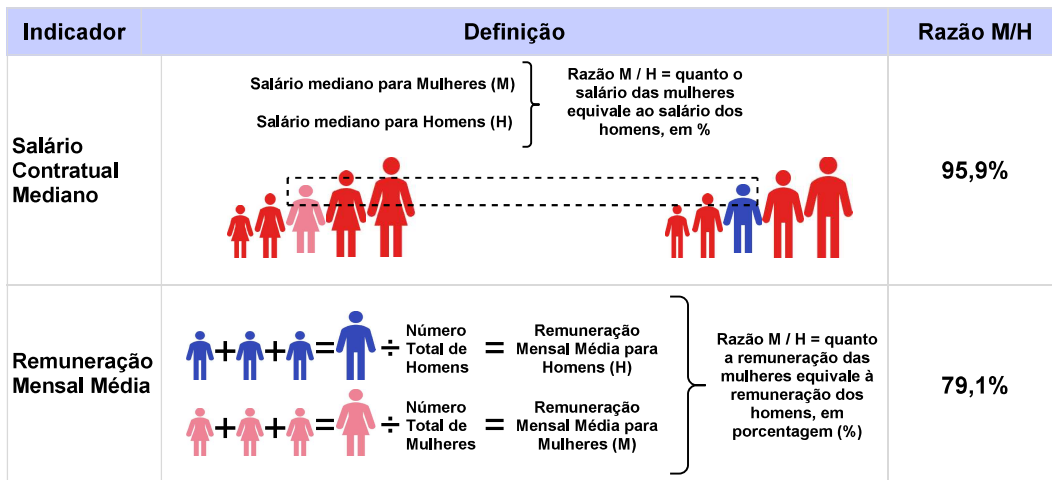 Indicador
Definição
Razão M/H
Salário
Contratual
Mediano
Salário mediano para Mulheres (M)
Salário mediano para Homens (H)
Razão M / H = quanto o
salário das mulheres
equivale ao salário dos
homens, em %
95,9%
Remuneração
Mensal Média
+ + = ÷
Número
Total de
Homens
=
Remuneração
Mensal Média para
Homens (H)
+ + = ÷
Número
Total de
Mulheres
=
Remuneração
Mensal Média para
Mulheres (M)
Razão M / H = quanto
a remuneração das
mulheres equivale à
remuneração dos
homens, em
porcentagem (%)
79,1%